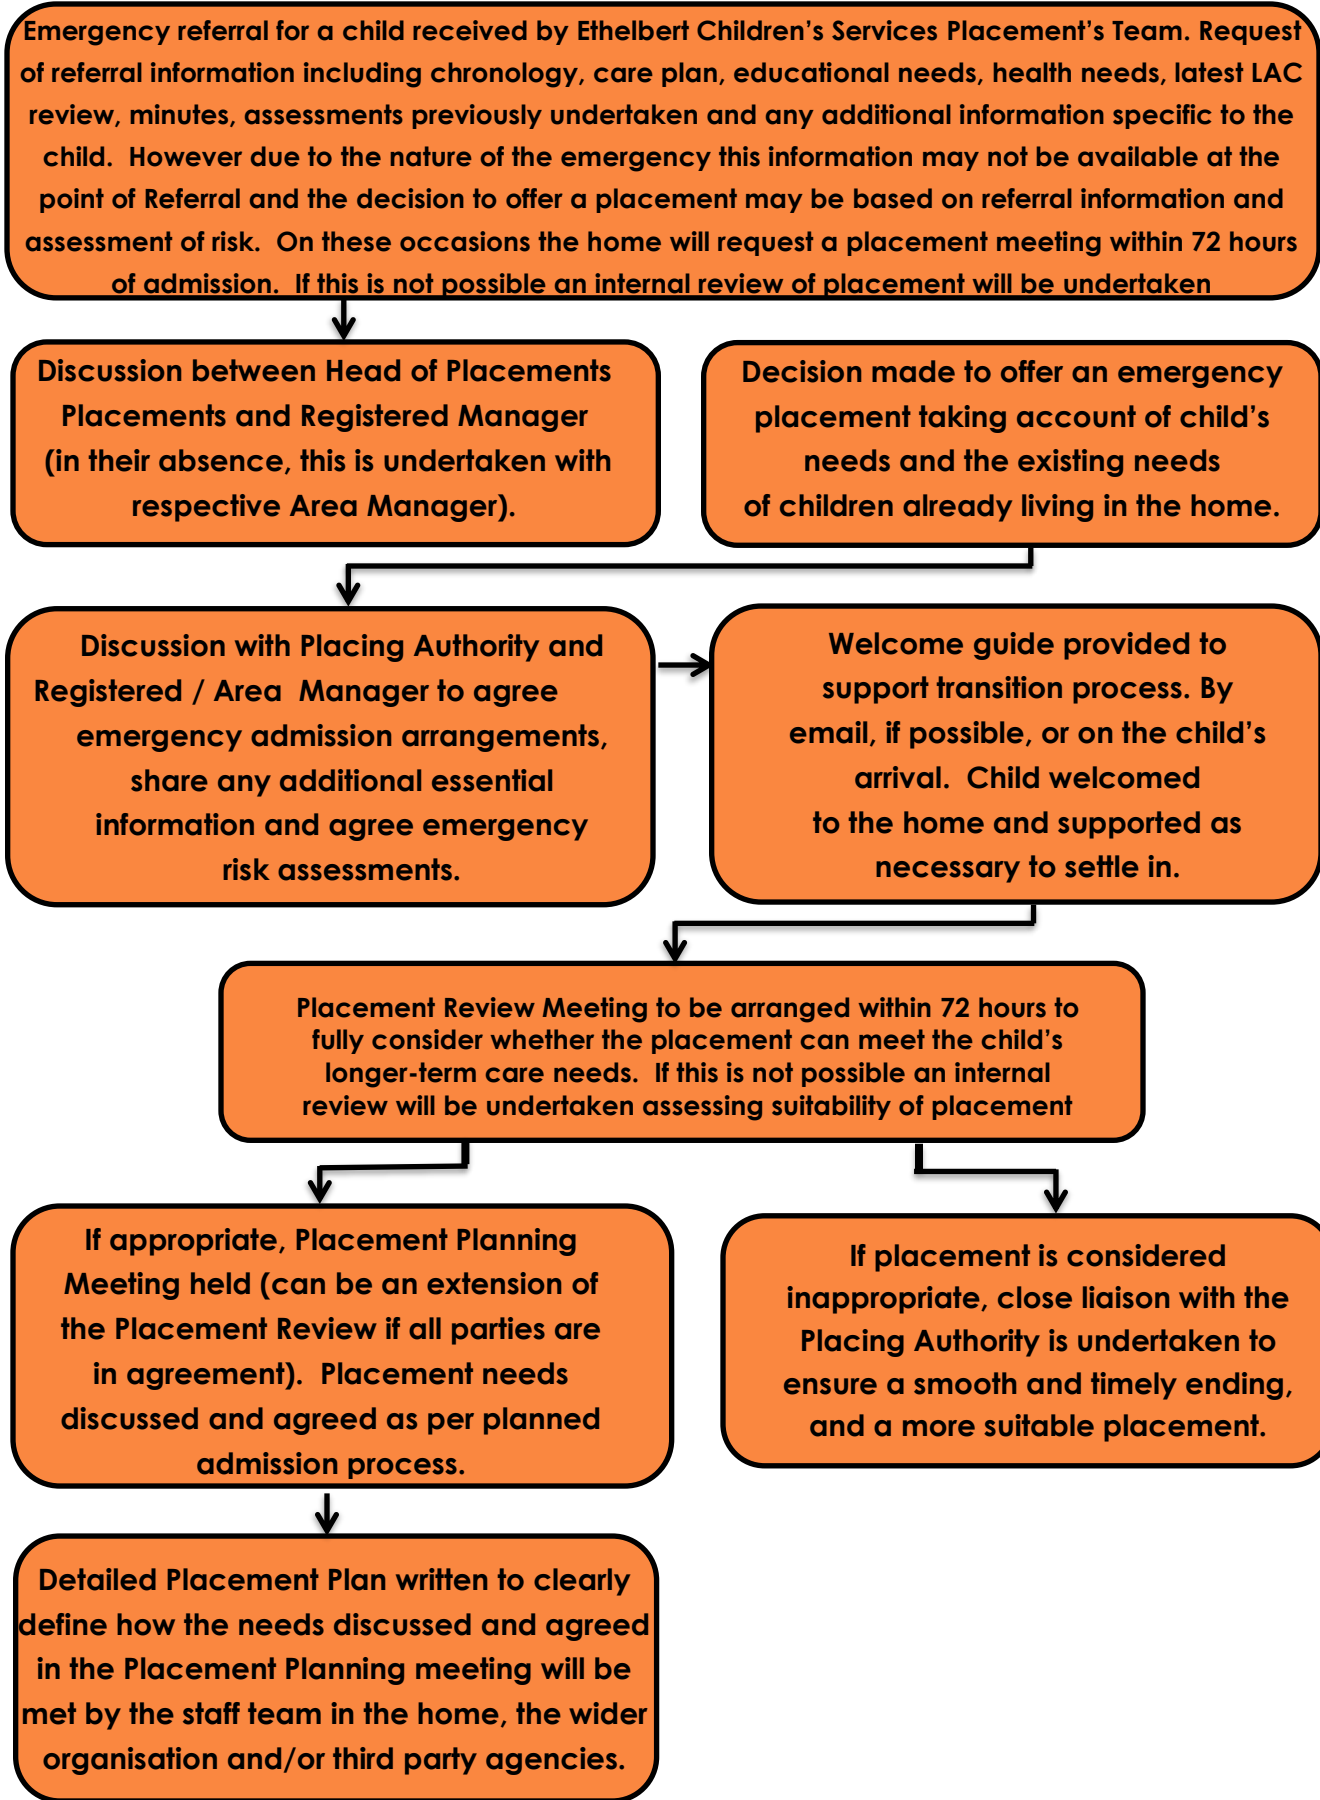 Emergency referral for a child received by Ethelbert Children’s Services Placement’s Team. Request
of referral information including chronology, care plan, educational needs, health needs, latest LAC
review, minutes, assessments previously undertaken and any additional information specific to the
child. However due to the nature of the emergency this information may not be available at the
point of Referral and the decision to offer a placement may be based on referral information and
assessment of risk. On these occasions the home will request a placement meeting within 72 hours
of admission. If this is not possible an internal review of placement will be undertaken
Discussion between Head of Placements
Placements and Registered Manager
(in their absence, this is undertaken with
respective Area Manager).
Decision made to offer an emergency
placement taking account of child’s
needs and the existing needs
of children already living in the home.
Discussion with Placing Authority and
Registered / Area Manager to agree
emergency admission arrangements,
share any additional essential
information and agree emergency
risk assessments.
Welcome guide provided to
support transition process. By
email, if possible, or on the child’s
arrival. Child welcomed
to the home and supported as
necessary to settle in.
Placement Review Meeting to be arranged within 72 hours to
fully consider whether the placement can meet the child’s
longer-term care needs. If this is not possible an internal
review will be undertaken assessing suitability of placement
If appropriate, Placement Planning
Meeting held (can be an extension of
the Placement Review if all parties are
in agreement). Placement needs
discussed and agreed as per planned
admission process.
If placement is considered
inappropriate, close liaison with the
Placing Authority is undertaken to
ensure a smooth and timely ending,
and a more suitable placement.
Detailed Placement Plan written to clearly
define how the needs discussed and agreed
in the Placement Planning meeting will be
met by the staff team in the home, the wider
organisation and/or third party agencies.